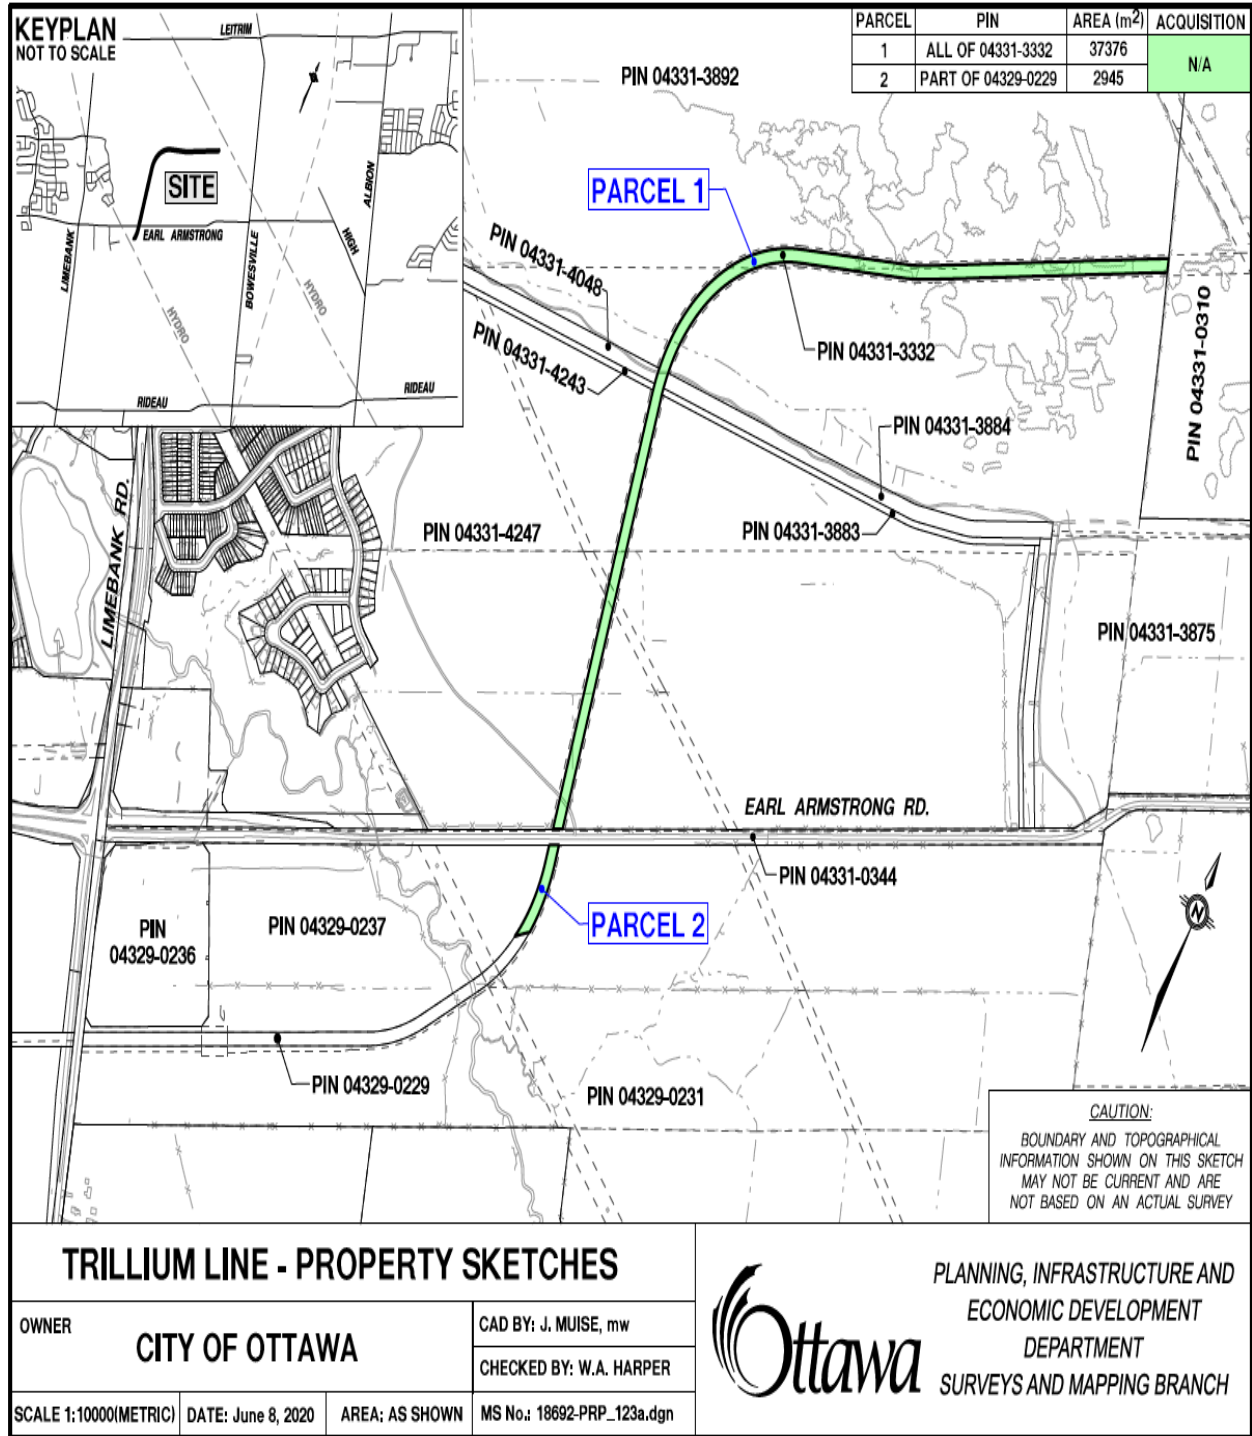 KEYPLAN
NOT TO SCALE
LEITRIM
SITE
EARL ARMSTRONG
LIMEBANK
BOWESVILLE
ALBION
HIGH
HYDRO
HYDRO
RIDEAU
RIDEAU
PARCEL PIN AREA (m2) ACQUISITION
1 ALL OF 04331-3332 37376 N/A
2 PART OF 04329-0229 2945
PIN 04331-3892
PARCEL 1
PIN 04331-4048
PIN 04331-4243
PIN 04331-3332
PIN 04331-0310
PIN 04331-3884
PIN 04331-3883
PIN 04331-4247
LIMEBANK RD.
PIN 04331-3875
EARL ARMSTRONG RD.
PIN 04331-0344
PARCEL 2
PIN
04329-0236
PIN 04329-0237
N
PIN 04329-0229
PIN 04329-0231
CAUTION:
BOUNDARY AND TOPOGRAPHICAL
INFORMATION SHOWN ON THIS SKETCH
MAY NOT BE CURRENT AND ARE
NOT BASED ON AN ACTUAL SURVEY
TRILLIUM LINE - PROPERTY SKETCHES
OWNER
CITY OF OTTAWA
CAD BY: J. MUISE, mw
CHECKED BY: W.A. HARPER
SCALE 1:10000(METRIC)
DATE: June 8, 2020
AREA: AS SHOWN
MS No.: 18692-PRP_123a.dgn
Ottawa
PLANNING, INFRASTRUCTURE AND
ECONOMIC DEVELOPMENT
DEPARTMENT
SURVEYS AND MAPPING BRANCH